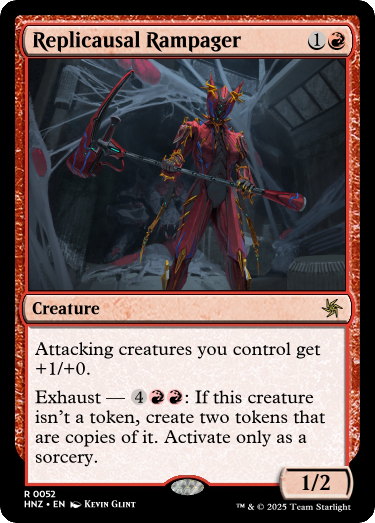 Replicausal Rampager 1
Creature
Attacking creatures you control get
+1/+0.
Exhaust — 4: If this creature
isn't a token, create two tokens that
are copies of it. Activate only as a
sorcery.
1/2
R 0052
HNZ • EN Kevin Glint
™ & © 2025 Team Starlight